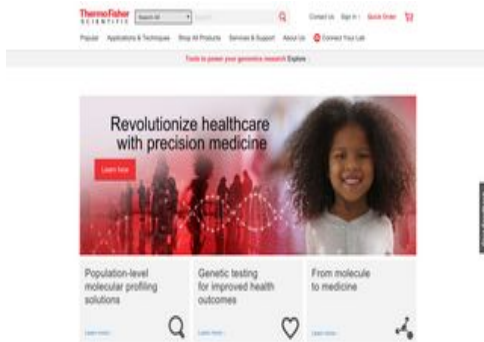 ThermoFisher
SCIENTIFIC
Search All
Contact Us Sign In Quick Order
Popular Applications & Techniques Shop All Products Services & Support About Us Connect Your Lab
Tools to power your genomics research Explore
Revolutionize healthcare
with precision medicine
Learn how
Population-level
molecular profiling
solutions
Learn more ›
Genetic testing
for improved health
outcomes
Learn more ›
From molecule
to medicine
Learn more ›